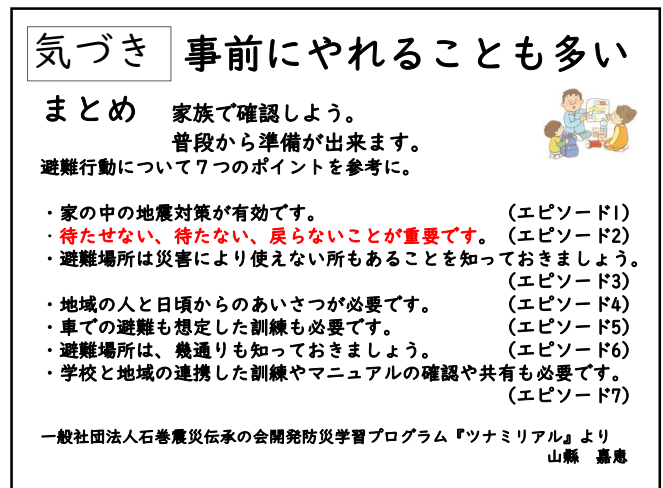 気づき 事前にやれることも多い
まとめ 家族で確認しよう。
普段から準備が出来ます。
避難行動について７つのポイントを参考に。
・家の中の地震対策が有効です。 （エピソード1）
・待たせない、待たない、戻らないことが重要です。（エピソード2）
・避難場所は災害により使えない所もあることを知っておきましょう。
（エピソード3）
・地域の人と日頃からのあいさつが必要です。 （エピソード4）
・車での避難も想定した訓練も必要です。 （エピソード5）
・避難場所は、幾通りも知っておきましょう。 （エピソード6）
・学校と地域の連携した訓練やマニュアルの確認や共有も必要です。
（エピソード7）
一般社団法人石巻震災伝承の会開発防災学習プログラム『ツナミリアル』より
山縣 嘉恵